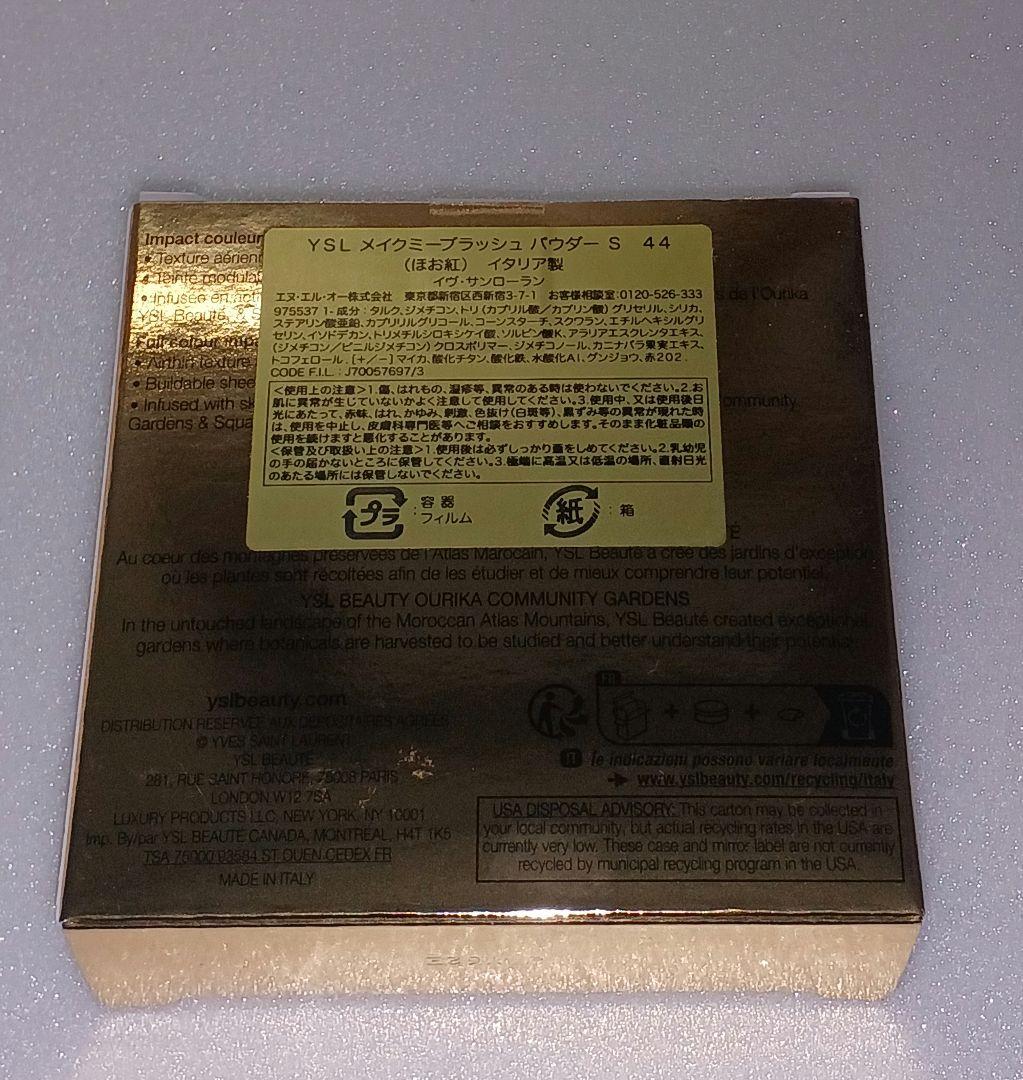 Impact couleur
• Texture aérien
• Teinte modula
• Infusée en act
s de l'Ourika
YSL Beauté, & S
Full colour impa
• Airthin texture
• Buildable shee
• Infused with sk
ommunity
Gardens & Squa
YSL メイクミーブラッシュ パウダー S 44
(ほお紅) イタリア製
イヴ・サンローラン
エヌ・エル・オー株式会社 東京都新宿区西新宿3-7-1 お客様相談室:0120-526-333
975537 1- 成分：タルク、ジメチコン、トリ(カプリル酸/カプリン酸)グリセリル、シリカ、
ステアリン酸亜鉛、カプリリルグリコール、コーンスターチ、スクワラン、エチルヘキシルグリ
セリン、イソドデカン、トリメチルシロキシケイ酸、ソルビン酸K、アラリアエスクレンタエキス、
(ジメチコン/ビニルジメチコン)クロスポリマー、ジメチコノール、カニナバラ果実エキス、
トコフェロール、[+/-]マイカ、酸化チタン、酸化鉄、水酸化Al、グンジョウ、赤202
CODE F.I.L. : J70057697/3
<使用上の注意>1.傷、はれもの、湿疹等、異常のある時は使わないでください。2.お
肌に異常が生じていないかよく注意して使用してください。3.使用中、又は使用後日
光にあたって、赤味、はれ、かゆみ、刺激、色抜け(白斑等)、黒ずみ等の異常が現れた時
は、使用を中止し、皮膚科専門医等へご相談をおすすめします。そのまま化粧品類の
使用を続けますと悪化することがあります。
<保管及び取扱い上の注意>1.使用後は必ずしっかり蓋をしめてください。2.乳幼児
の手の届かないところに保管してください。3.極端に高温又は低温の場所、直射日光
のあたる場所には保管しないでください。
プラ : 容器 フィルム 紙 : 箱
TÉ
Au coeur des montagnes préservées de l'Atlas Marocain, YSL Beauté a créé des jardins d'exception
où les plantes sont récoltées afin de les étudier et de mieux comprendre leur potentiel.
YSL BEAUTY OURIKA COMMUNITY GARDENS
In the untouched landscape of the Moroccan Atlas Mountains, YSL Beauté created exceptional
gardens where botanicals are harvested to be studied and better understand their potential.
yslbeauty.com
DISTRIBUTION RESERVEE AUX DEPOSITAIRES AGREES
© YVES SAINT LAURENT
YSL BEAUTE
281, RUE SAINT HONORE, 75008 PARIS
LONDON W12 7SA
LUXURY PRODUCTS LLC, NEW YORK, NY 10001
Imp. By/par YSL BEAUTE CANADA, MONTREAL, H4T 1K5
TSA 75000 93584 ST OUEN CEDEX FR
MADE IN ITALY
FR
+ +
IT le indicazioni possono variare localmente
➔ www.yslbeauty.com/recycling/italy
USA DISPOSAL ADVISORY: This carton may be collected in
your local community, but actual recycling rates in the USA are
currently very low. These case and mirror label are not currently
recycled by municipal recycling program in the USA.